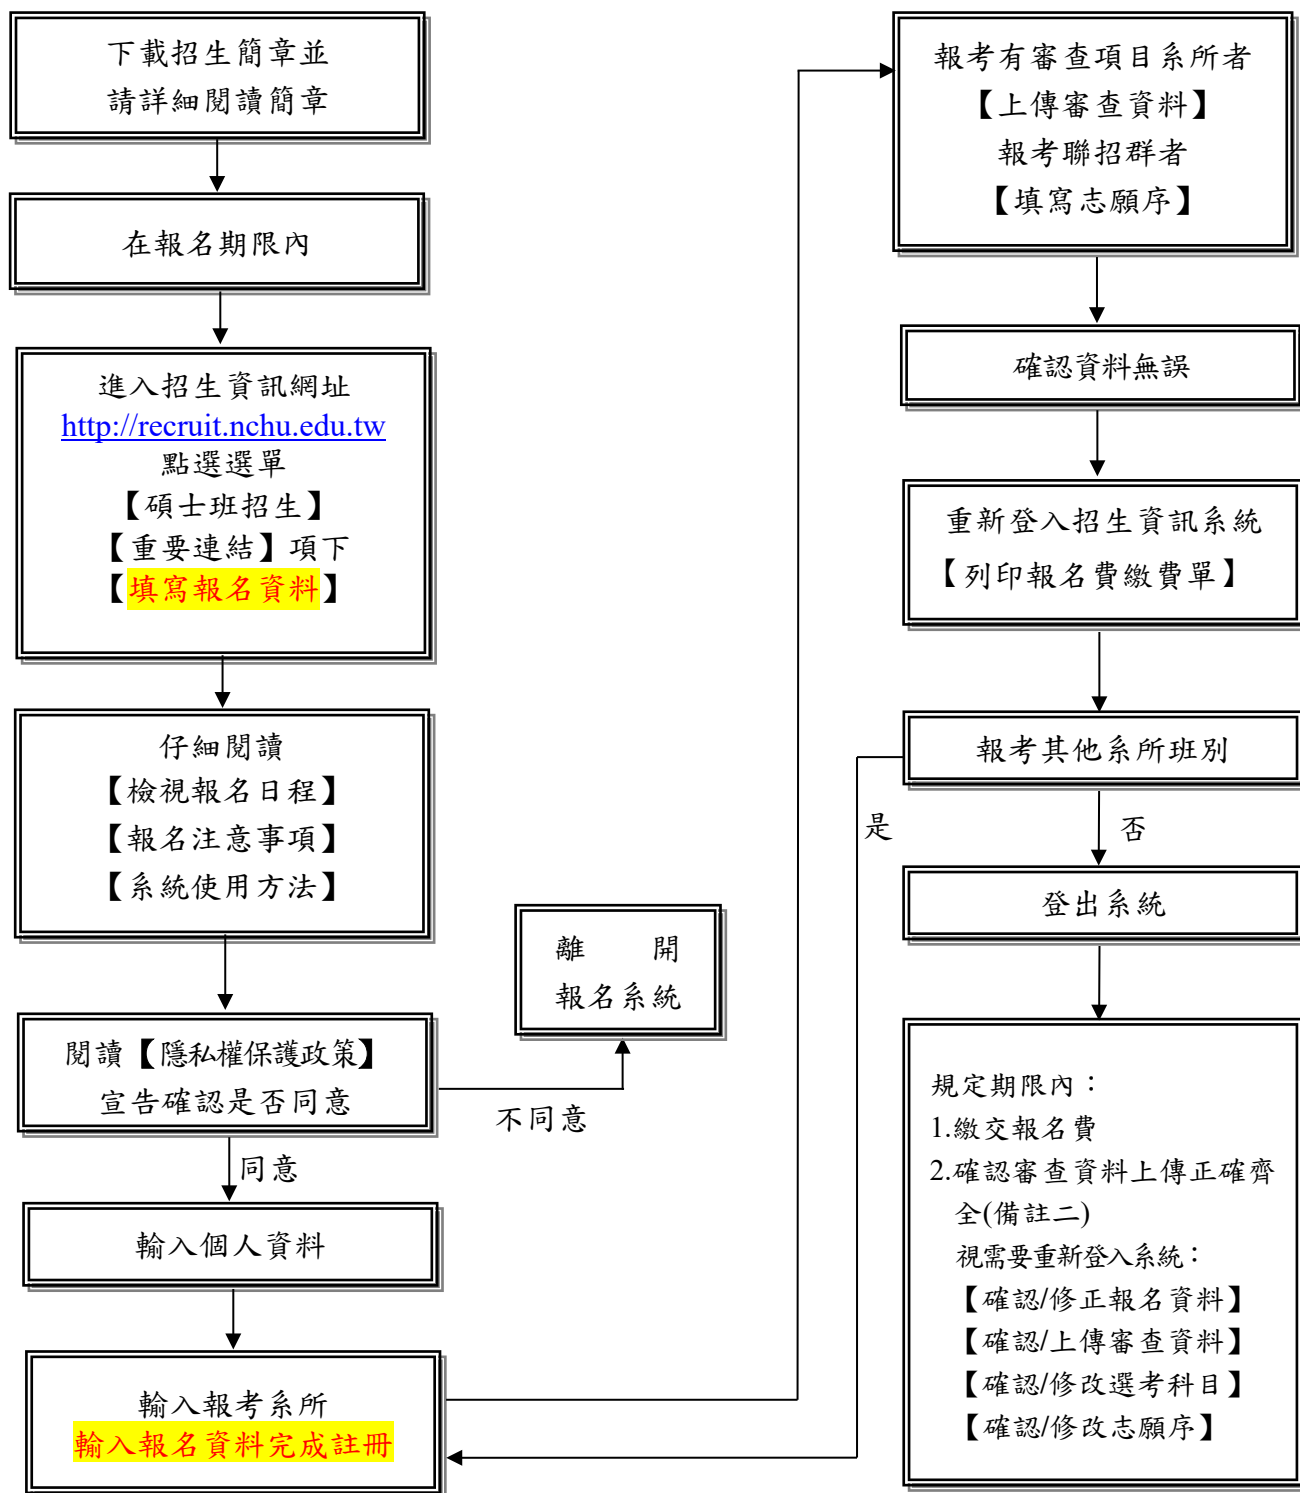 下載招生簡章並
請詳細閱讀簡章
在報名期限內
進入招生資訊網址
http://recruit.nchu.edu.tw
點選選單
【碩士班招生】
【重要連結】項下
【填寫報名資料】
仔細閱讀
【檢視報名日程】
【報名注意事項】
【系統使用方法】
閱讀【隱私權保護政策】
宣告確認是否同意
不同意
離　　開
報名系統
同意
輸入個人資料
輸入報考系所
輸入報名資料完成註冊
報考有審查項目系所者
【上傳審查資料】
報考聯招群者
【填寫志願序】
確認資料無誤
重新登入招生資訊系統
【列印報名費繳費單】
報考其他系所班別
是
否
登出系統
規定期限內：
1.繳交報名費
2.確認審查資料上傳正確齊
全(備註二)
視需要重新登入系統：
【確認/修正報名資料】
【確認/上傳審查資料】
【確認/修改選考科目】
【確認/修改志願序】